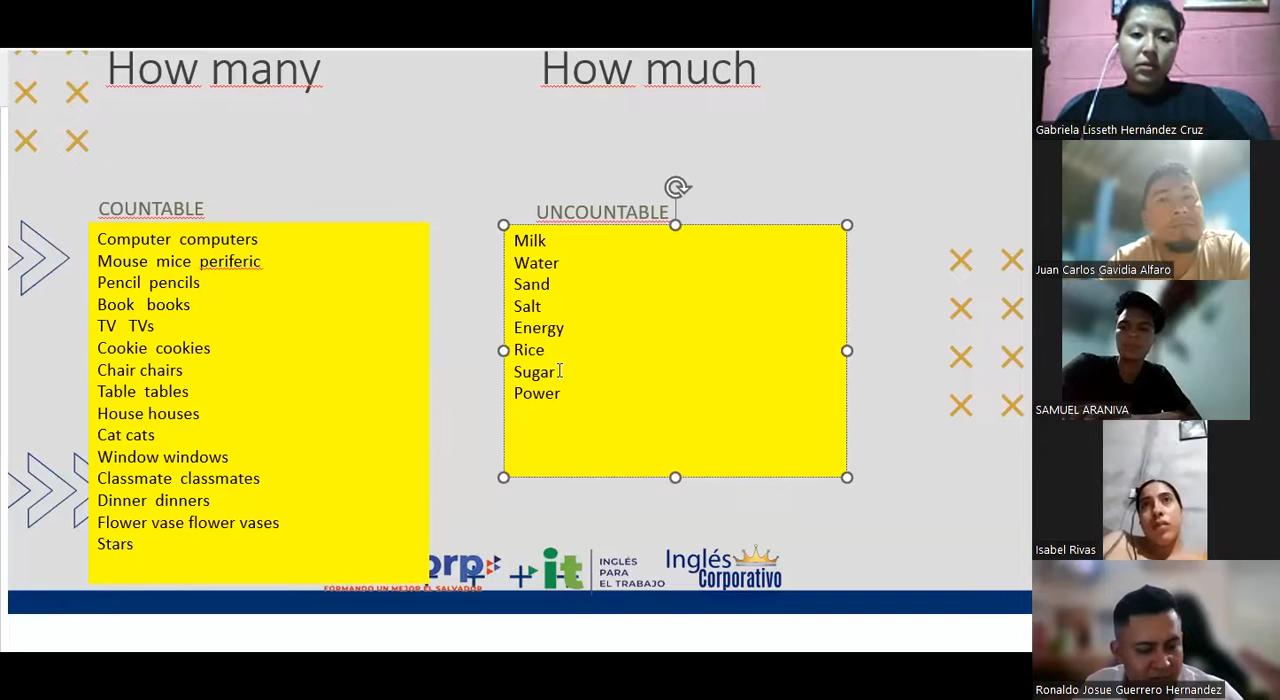 How many
How much
COUNTABLE
Computer computers
Mouse mice periferic
Pencil pencils
Book books
TV TVs
Cookie cookies
Chair chairs
Table tables
House houses
Cat cats
Window windows
Classmate classmates
Dinner dinners
Flower vase flower vases
Stars
UNCOUNTABLE
Milk
Water
Sand
Salt
Energy
Rice
Sugar
Power
orp
FORMANDO UN MEJOR EL SALVADOR
it
INGLÉS
PARA
EL TRABAJO
Inglés
Corporativo
Gabriela Lisseth Hernández Cruz
Juan Carlos Gavidia Alfaro
SAMUEL ARANIVA
Isabel Rivas
Ronaldo Josue Guerrero Hernandez